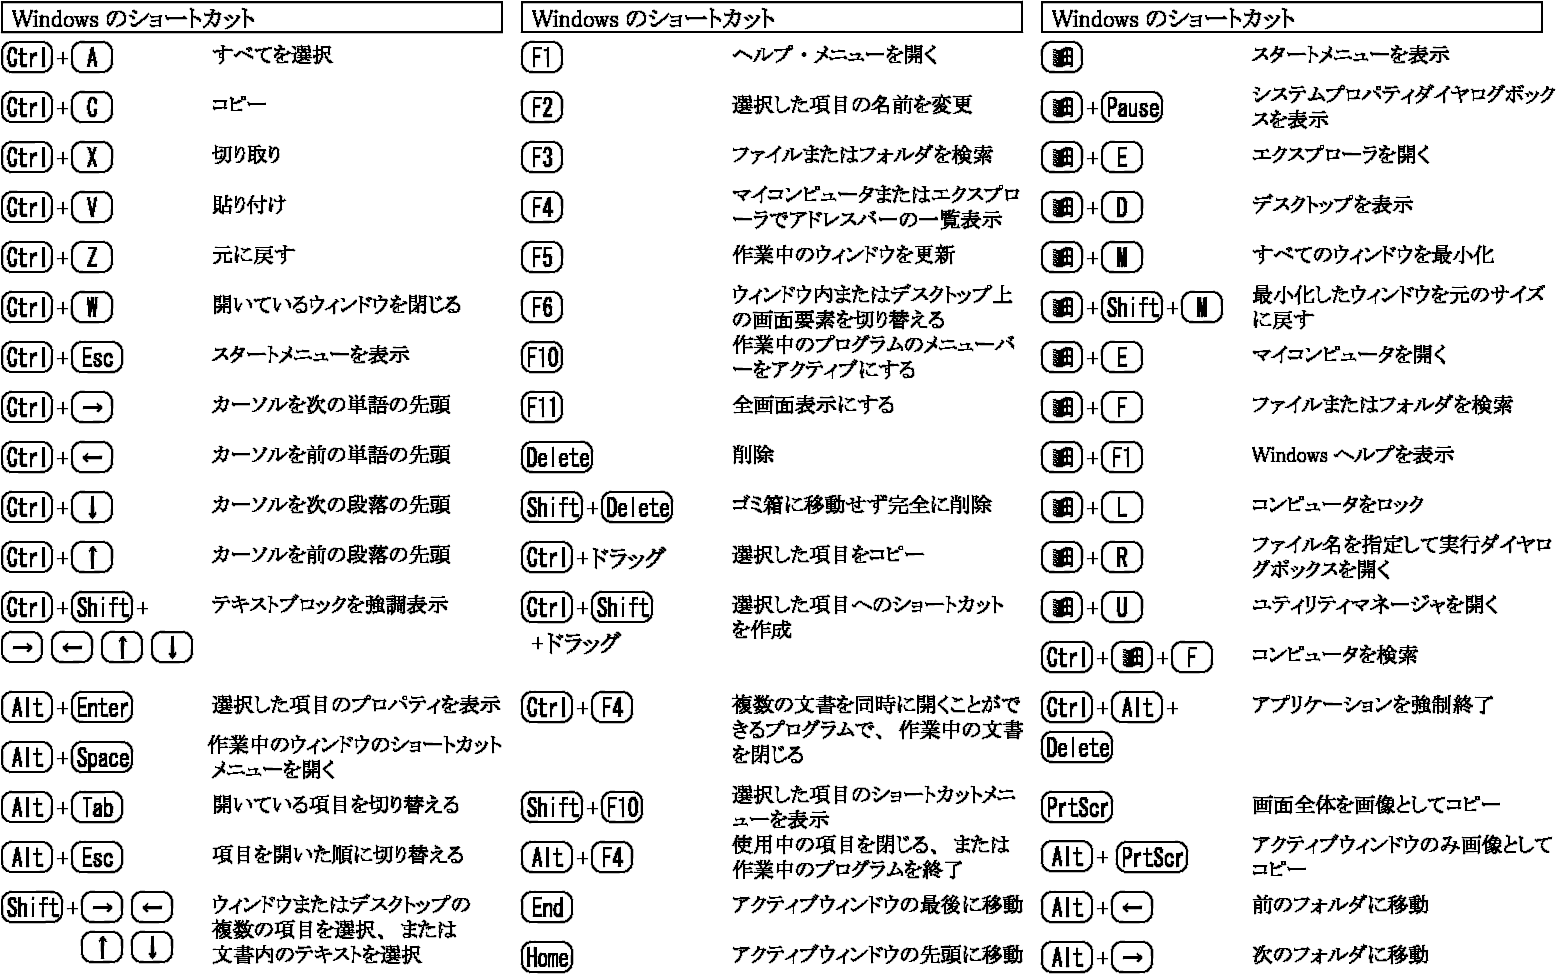 Windows のショートカット
Ctrl+A すべてを選択
Ctrl+C コピー
Ctrl+X 切り取り
Ctrl+V 貼り付け
Ctrl+Z 元に戻す
Ctrl+W 開いているウィンドウを閉じる
Ctrl+Esc スタートメニューを表示
Ctrl+→ カーソルを次の単語の先頭
Ctrl+← カーソルを前の単語の先頭
Ctrl+↓ カーソルを次の段落の先頭
Ctrl+↑ カーソルを前の段落の先頭
Ctrl+Shift+ テキストブロックを強調表示
→ ← ↑ ↓
Alt+Enter 選択した項目のプロパティを表示
Alt+Space 作業中のウィンドウのショートカット
メニューを開く
Alt+Tab 開いている項目を切り替える
Alt+Esc 項目を開いた順に切り替える
Shift+→ ← ウィンドウまたはデスクトップの
複数の項目を選択、または
↑ ↓ 文書内のテキストを選択
Windows のショートカット
F1 ヘルプ・メニューを開く
F2 選択した項目の名前を変更
F3 ファイルまたはフォルダを検索
F4 マイコンピュータまたはエクスプロ
ーラでアドレスバーの一覧表示
F5 作業中のウィンドウを更新
F6 ウィンドウ内またはデスクトップ上
の画面要素を切り替える
F10 作業中のプログラムのメニューバ
ーをアクティブにする
F11 全画面表示にする
Delete 削除
Shift+Delete ゴミ箱に移動せず完全に削除
Ctrl+ドラッグ 選択した項目をコピー
Ctrl+Shift 選択した項目へのショートカット
を作成
+ドラッグ
Ctrl+F4 複数の文書を同時に開くことがで
きるプログラムで、作業中の文書
を閉じる
Shift+F10 選択した項目のショートカットメニ
ューを表示
Alt+F4 使用中の項目を閉じる、または
作業中のプログラムを終了
End アクティブウィンドウの最後に移動
Home アクティブウィンドウの先頭に移動
Windows のショートカット
スタートメニューを表示
+Pause システムプロパティダイヤログボック
スを表示
+E エクスプローラを開く
+D デスクトップを表示
+M すべてのウィンドウを最小化
+Shift+M 最小化したウィンドウを元のサイズ
に戻す
+E マイコンピュータを開く
+F ファイルまたはフォルダを検索
+F1 Windows ヘルプを表示
+L コンピュータをロック
+R ファイル名を指定して実行ダイヤロ
グボックスを開く
+U ユティリティマネージャを開く
Ctrl++F コンピュータを検索
Ctrl+Alt+ アプリケーションを強制終了
Delete
PrtScr 画面全体を画像としてコピー
Alt+PrtScr アクティブウィンドウのみ画像として
コピー
Alt+← 前のフォルダに移動
Alt+→ 次のフォルダに移動